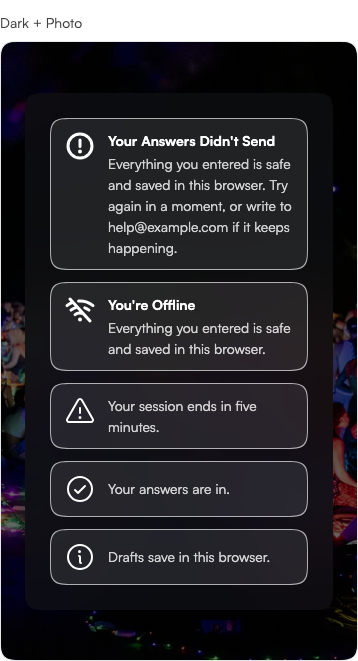 Dark + Photo
Your Answers Didn't Send
Everything you entered is safe
and saved in this browser. Try
again in a moment, or write to
help@example.com if it keeps
happening.
You're Offline
Everything you entered is safe
and saved in this browser.
Your session ends in five
minutes.
Your answers are in.
Drafts save in this browser.